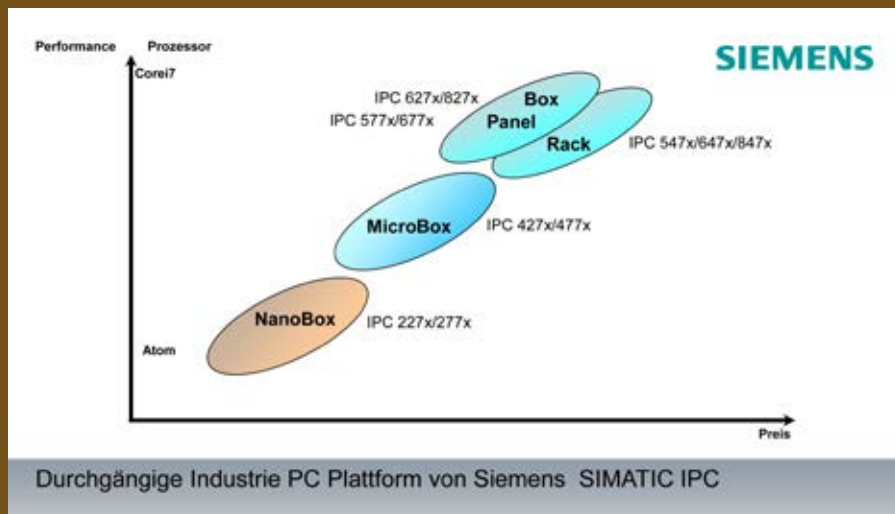 Performance Prozessor
Corei7
SIEMENS
IPC 627x/827x
Box
IPC 577x/677x
Panel
Rack
IPC 547x/647x/847x
MicroBox
IPC 427x/477x
NanoBox
IPC 227x/277x
Atom
Preis
Durchgängige Industrie PC Plattform von Siemens SIMATIC IPC